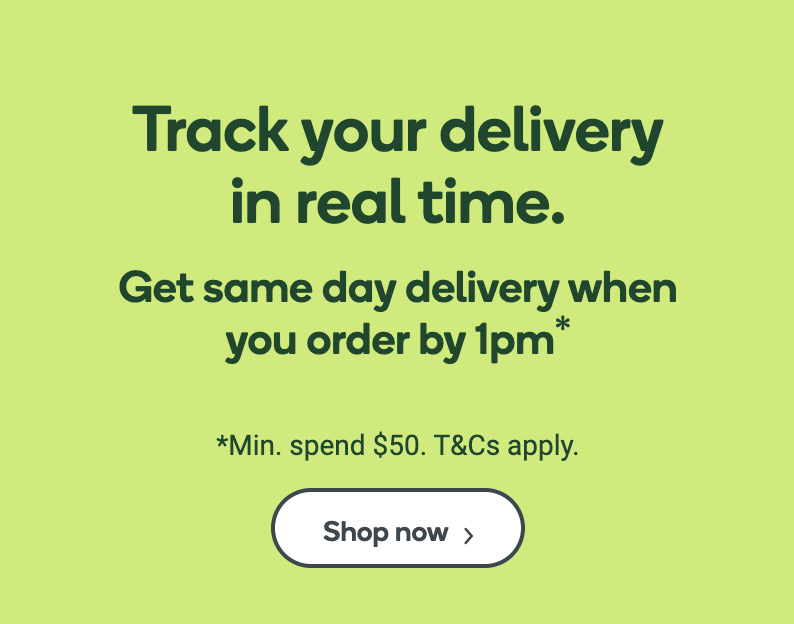 Track your delivery
in real time.
Get same day delivery when
you order by 1pm*
*Min. spend $50. T&Cs apply.
Shop now ›